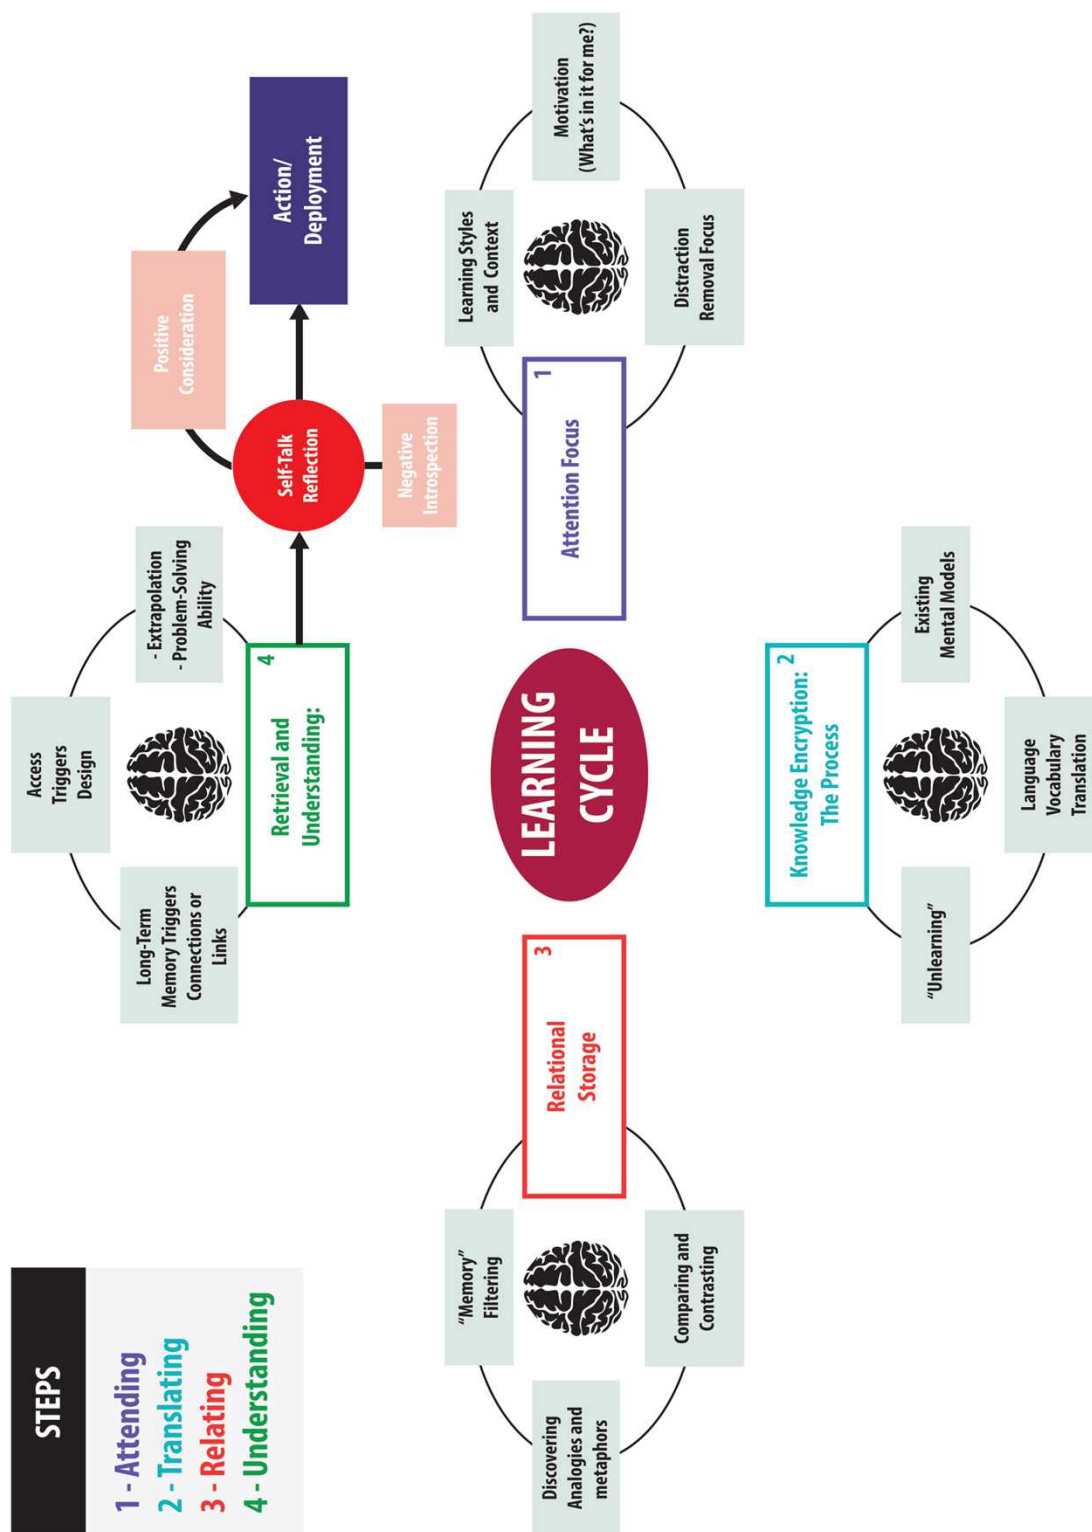 STEPS
1 - Attending
2 - Translating
3 - Relating
4 - Understanding
Access
Triggers
Design
Long-Term
Memory Triggers
Connections or
Links
- Extrapolation
- Problem-Solving
Ability
4
Retrieval and
Understanding:
Positive
Consideration
Self-Talk
Reflection
Negative
Introspection
Action/
Deployment
"Memory"
Filtering
Discovering
Analogies and
metaphors
Comparing and
Contrasting
3
Relational
Storage
LEARNING
CYCLE
1
Attention Focus
Learning Styles
and Context
Motivation
(What's in it for me?)
Distraction
Removal Focus
2
Knowledge Encryption:
The Process
"Unlearning"
Existing
Mental Models
Language
Vocabulary
Translation